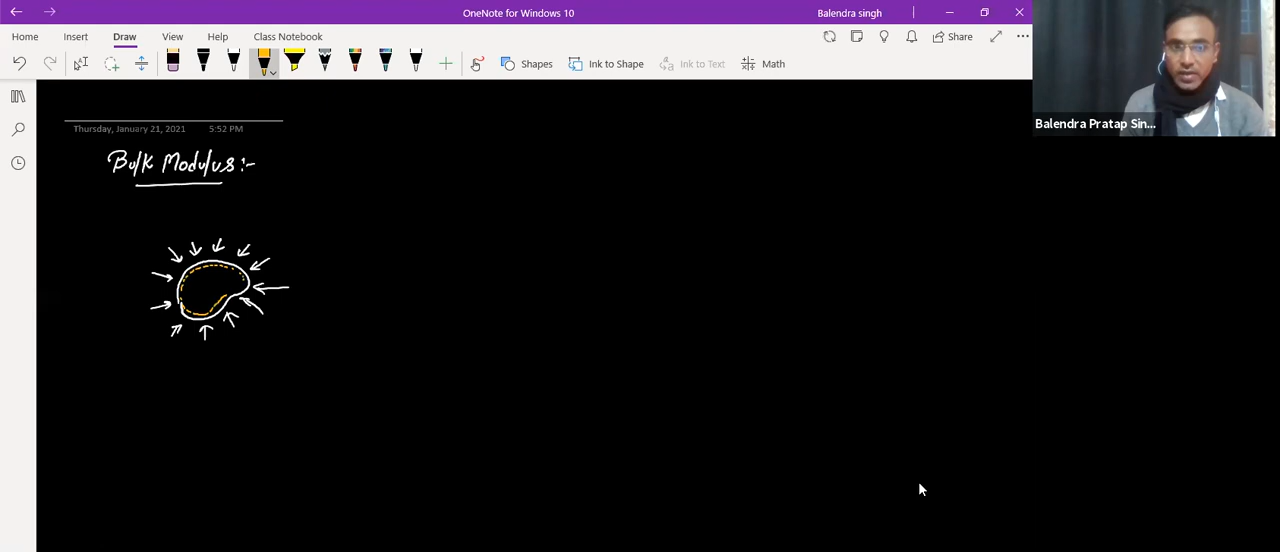 OneNote for Windows 10
Balendra singh
Home Insert Draw View Help Class Notebook
Share
Shapes Ink to Shape Ink to Text Math
Balendra Pratap Sin...
Thursday, January 21, 2021 5:52 PM
Bulk Modulus:-